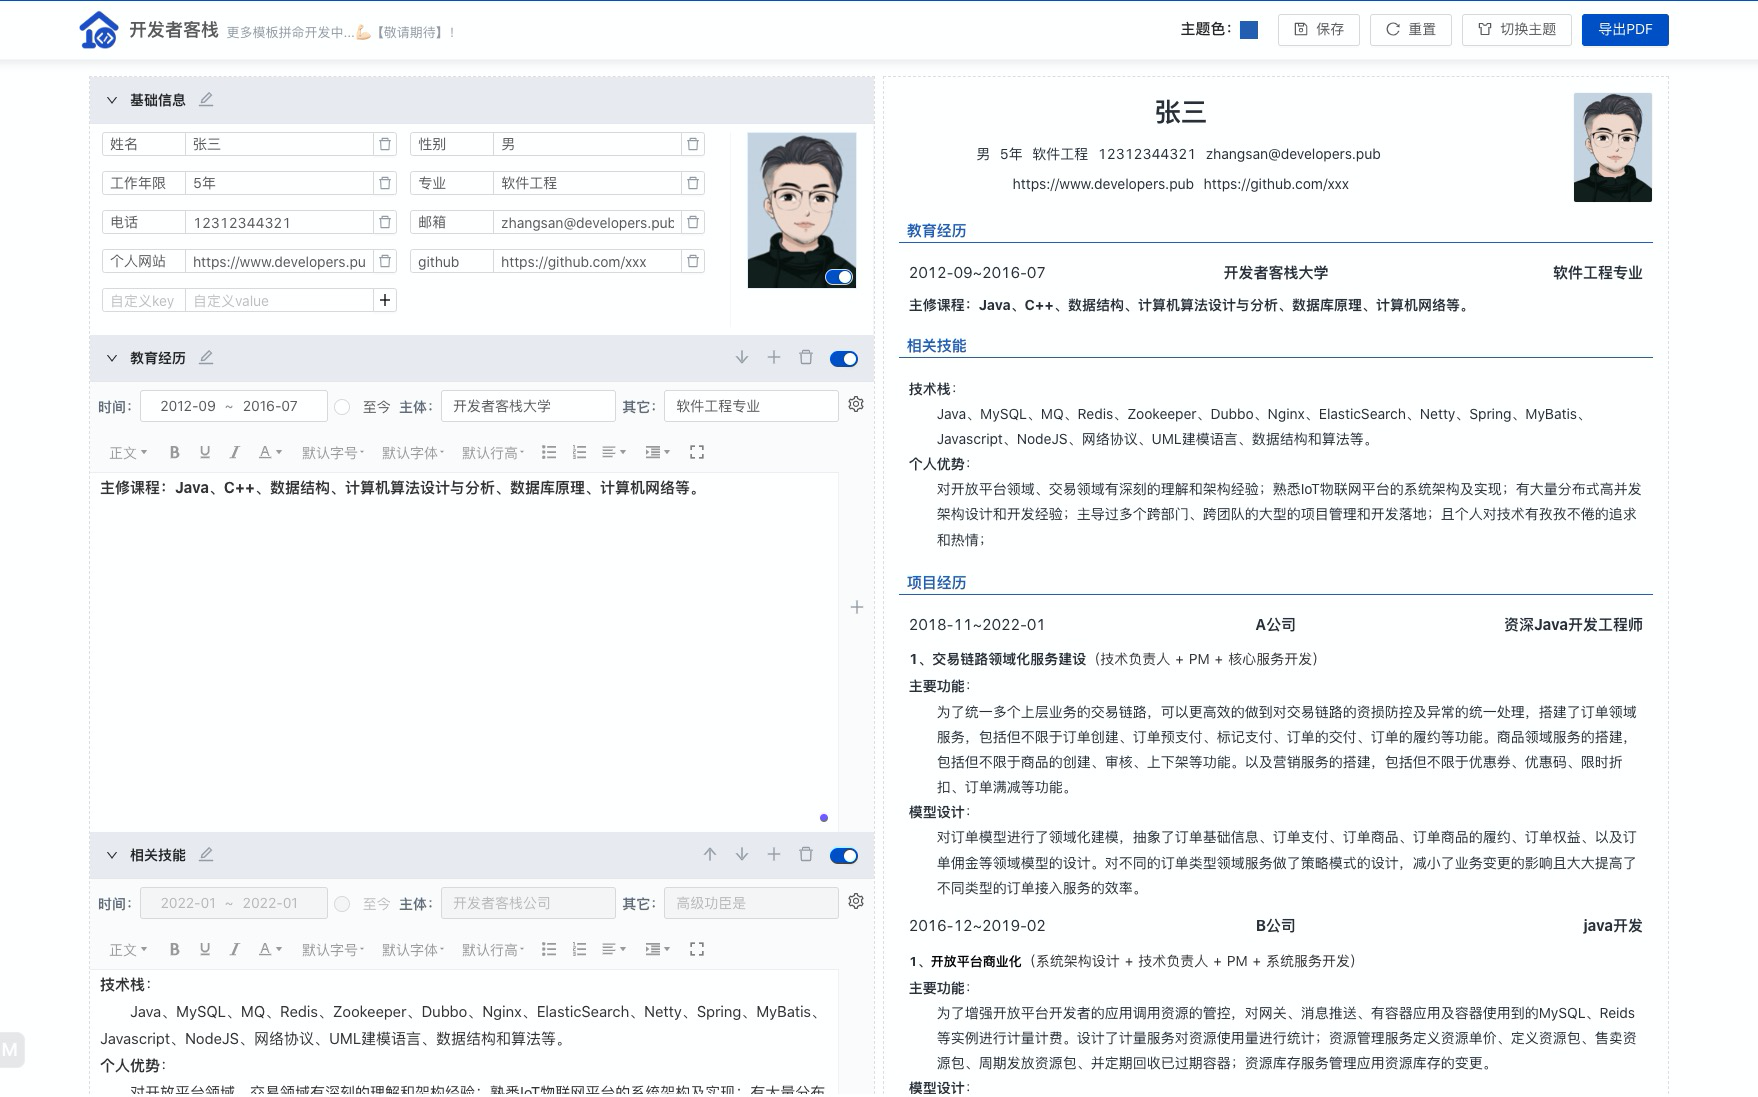 开发者客栈 更多模板拼命开发中...💪【敬请期待】！
主题色： 保存 重置 切换主题 导出PDF
基础信息
姓名 张三 性别 男
工作年限 5年 专业 软件工程
电话 12312344321 邮箱 zhangsan@developers.pub
个人网站 https://www.developers.pu github https://github.com/xxx
自定义key 自定义value
教育经历
时间： 2012-09 ~ 2016-07 至今 主体： 开发者客栈大学 其它： 软件工程专业
正文 B U I A 默认字号 默认字体 默认行高
主修课程：Java、C++、数据结构、计算机算法设计与分析、数据库原理、计算机网络等。
相关技能
时间： 2022-01 ~ 2022-01 至今 主体： 开发者客栈公司 其它： 高级功臣是
正文 B U I A 默认字号 默认字体 默认行高
技术栈：
Java、MySQL、MQ、Redis、Zookeeper、Dubbo、Nginx、ElasticSearch、Netty、Spring、MyBatis、
Javascript、NodeJS、网络协议、UML建模语言、数据结构和算法等。
个人优势：
对开放平台领域、交易领域有深刻的理解和架构经验；熟悉IoT物联网平台的系统架构及实现；有大量分布
M
张三
男 5年 软件工程 12312344321 zhangsan@developers.pub
https://www.developers.pub https://github.com/xxx
教育经历
2012-09~2016-07 开发者客栈大学 软件工程专业
主修课程：Java、C++、数据结构、计算机算法设计与分析、数据库原理、计算机网络等。
相关技能
技术栈：
Java、MySQL、MQ、Redis、Zookeeper、Dubbo、Nginx、ElasticSearch、Netty、Spring、MyBatis、
Javascript、NodeJS、网络协议、UML建模语言、数据结构和算法等。
个人优势：
对开放平台领域、交易领域有深刻的理解和架构经验；熟悉IoT物联网平台的系统架构及实现；有大量分布式高并发
架构设计和开发经验；主导过多个跨部门、跨团队的大型的项目管理和开发落地；且个人对技术有孜孜不倦的追求
和热情；
项目经历
2018-11~2022-01 A公司 资深Java开发工程师
1、交易链路领域化服务建设（技术负责人 + PM + 核心服务开发）
主要功能：
为了统一多个上层业务的交易链路，可以更高效的做到对交易链路的资损防控及异常的统一处理，搭建了订单领域
服务，包括但不限于订单创建、订单预支付、标记支付、订单的交付、订单的履约等功能。商品领域服务的搭建，
包括但不限于商品的创建、审核、上下架等功能。以及营销服务的搭建，包括但不限于优惠券、优惠码、限时折
扣、订单满减等功能。
模型设计：
对订单模型进行了领域化建模，抽象了订单基础信息、订单支付、订单商品、订单商品的履约、订单权益、以及订
单佣金等领域模型的设计。对不同的订单类型领域服务做了策略模式的设计，减小了业务变更的影响且大大提高了
不同类型的订单接入服务的效率。
2016-12~2019-02 B公司 java开发
1、开放平台商业化（系统架构设计 + 技术负责人 + PM + 系统服务开发）
主要功能：
为了增强开放平台开发者的应用调用资源的管控，对网关、消息推送、有容器应用及容器使用到的MySQL、Reids
等实例进行计量计费。设计了计量服务对资源使用量进行统计；资源管理服务定义资源单价、定义资源包、售卖资
源包、周期发放资源包、并定期回收已过期容器；资源库存服务管理应用资源库存的变更。
模型设计：